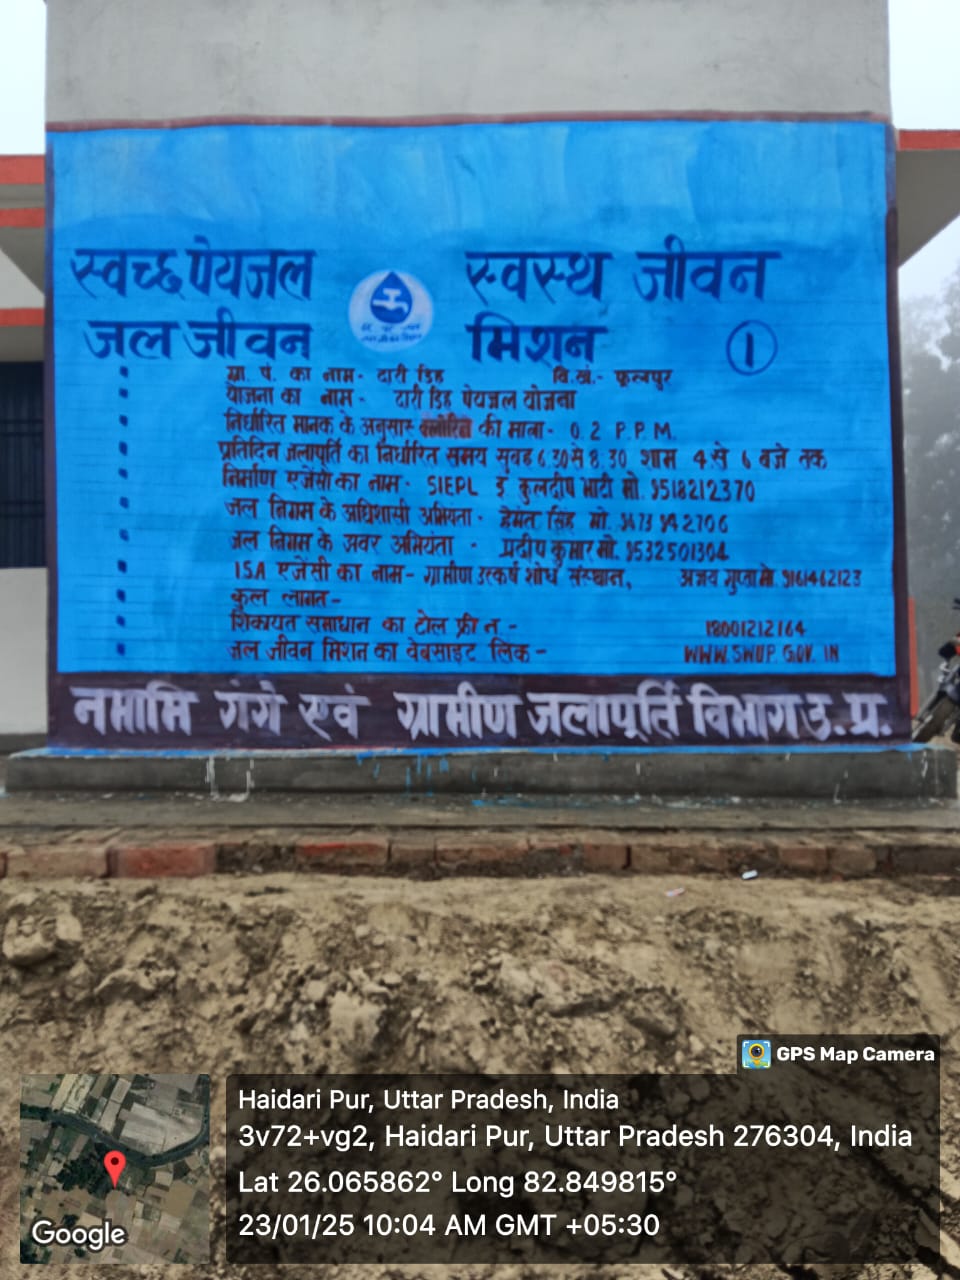 स्वच्छ पेयजल स्वस्थ जीवन
जल जीवन मिशन 1
ग्रा. पं. का नाम- दारी डिह वि.खं.- फूलपुर
योजना का नाम- दारी डिह पेयजल योजना
निर्धारित मानक के अनुसार क्लोरिन की मात्रा- 0.2 P.P.M.
प्रतिदिन जलापूर्ति का निर्धारित समय सुबह 6.30 से 8.30 शाम 4 से 6 बजे तक
निर्माण एजेंसी का नाम- SIEPL इं कुलदीप भाटी मो. 9518212370
जल निगम के अधिशासी अभियंता- हेमंत सिंह मो. 9473942706
जल निगम के अवर अभियंता - प्रदीप कुमार मो. 9532501304
ISA एजेंसी का नाम- ग्रामीण उत्कर्ष शोध संस्थान, अजय गुप्ता मो. 9161462123
कुल लागत-
शिकायत समाधान का टोल फ्री न - 18001212164
जल जीवन मिशन का वेबसाइट लिंक - WWW.SWUP.GOV.IN
नमामि गंगे एवं ग्रामीण जलापूर्ति विभाग उ.प्र.
GPS Map Camera
Haidari Pur, Uttar Pradesh, India
3v72+vg2, Haidari Pur, Uttar Pradesh 276304, India
Lat 26.065862° Long 82.849815°
23/01/25 10:04 AM GMT +05:30
Google